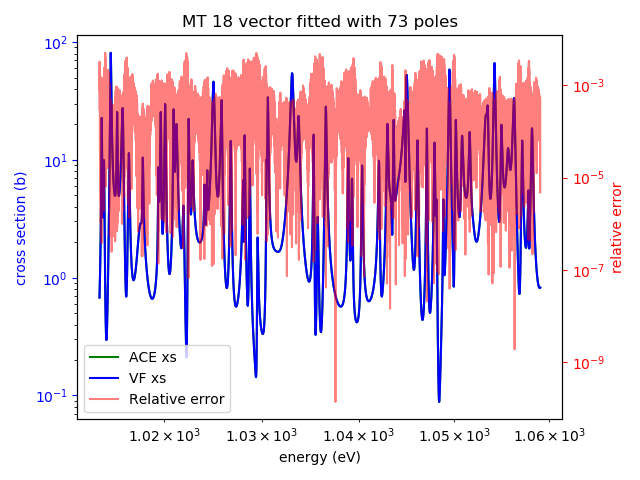 MT 18 vector fitted with 73 poles
cross section (b)
10²
10¹
10⁰
10⁻¹
10⁻³
10⁻⁵
10⁻⁷
10⁻⁹
relative error
ACE xs
VF xs
Relative error
1.02 × 10³ 1.03 × 10³ 1.04 × 10³ 1.05 × 10³ 1.06 × 10³
energy (eV)